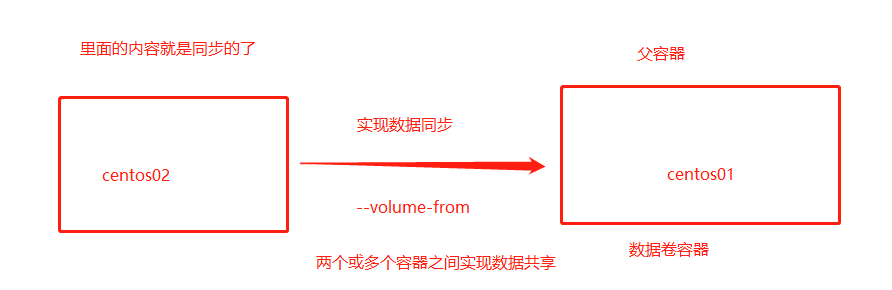 里面的内容就是同步的了
父容器
实现数据同步
centos02
centos01
--volume-from
数据卷容器
两个或多个容器之间实现数据共享